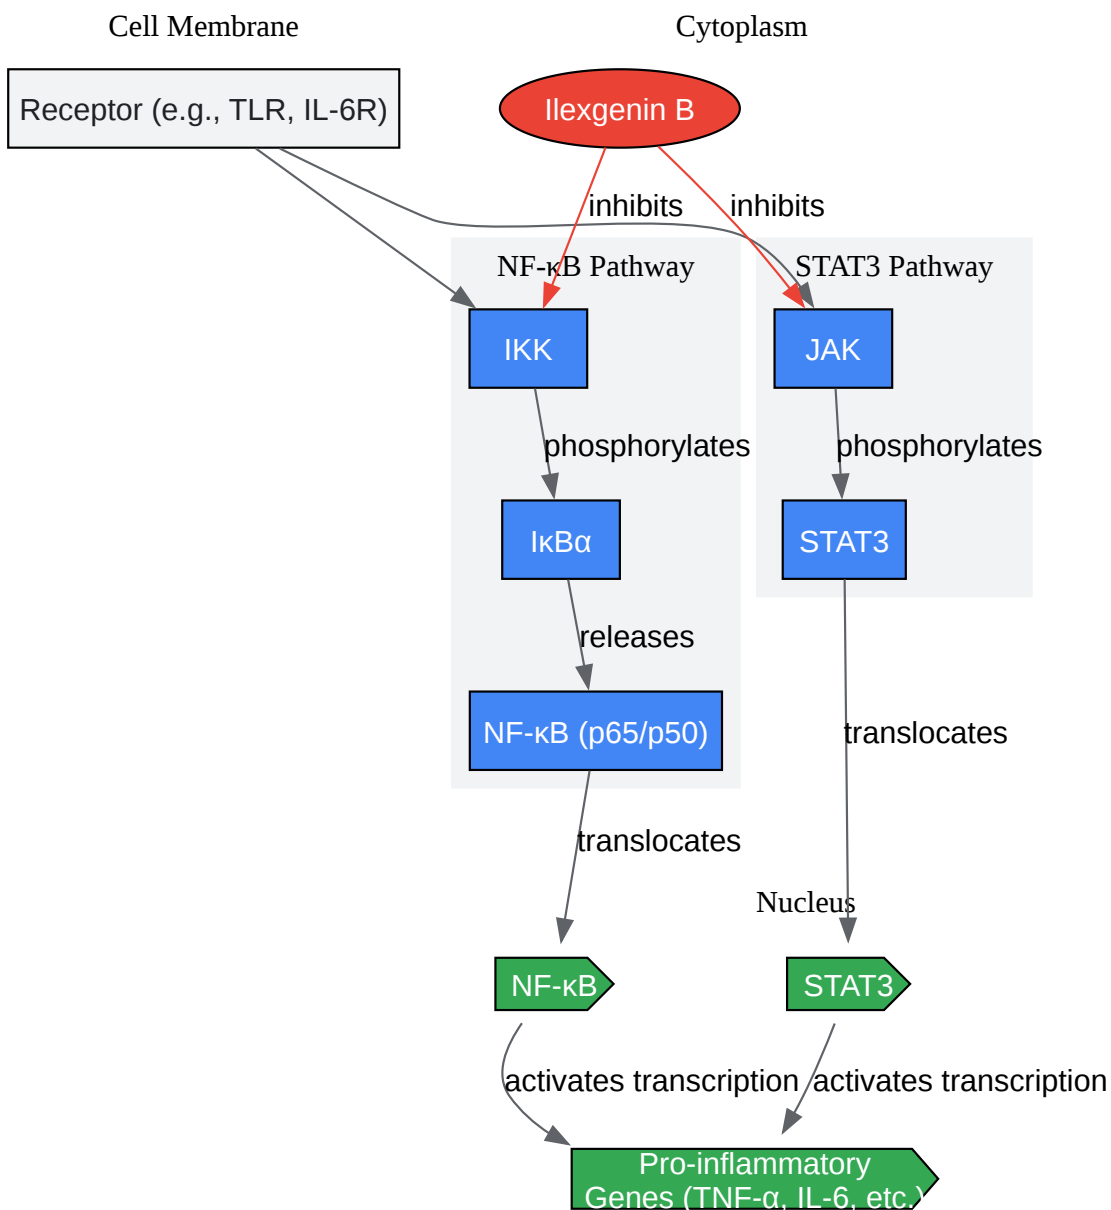 Cell Membrane
Cytoplasm
Receptor (e.g., TLR, IL-6R)
Ilexgenin B
inhibits
inhibits
NF-κB Pathway
STAT3 Pathway
IKK
JAK
phosphorylates
phosphorylates
IκBα
STAT3
releases
NF-κB (p65/p50)
translocates
translocates
Nucleus
NF-κB
STAT3
activates transcription
activates transcription
Pro-inflammatory
Genes (TNF-α, IL-6, etc.)